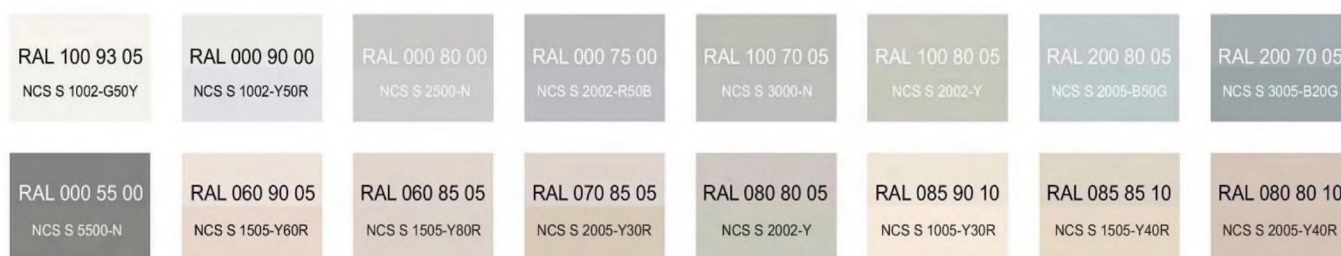 RAL 100 93 05
NCS S 1002-G50Y
RAL 000 90 00
NCS S 1002-Y50R
RAL 000 80 00
NCS S 2500-N
RAL 000 75 00
NCS S 2002-R50B
RAL 100 70 05
NCS S 3000-N
RAL 100 80 05
NCS S 2002-Y
RAL 200 80 05
NCS S 2005-B50G
RAL 200 70 05
NCS S 3005-B20G
RAL 000 55 00
NCS S 5500-N
RAL 060 90 05
NCS S 1505-Y60R
RAL 060 85 05
NCS S 1505-Y80R
RAL 070 85 05
NCS S 2005-Y30R
RAL 080 80 05
NCS S 2002-Y
RAL 085 90 10
NCS S 1005-Y30R
RAL 085 85 10
NCS S 1505-Y40R
RAL 080 80 10
NCS S 2005-Y40R